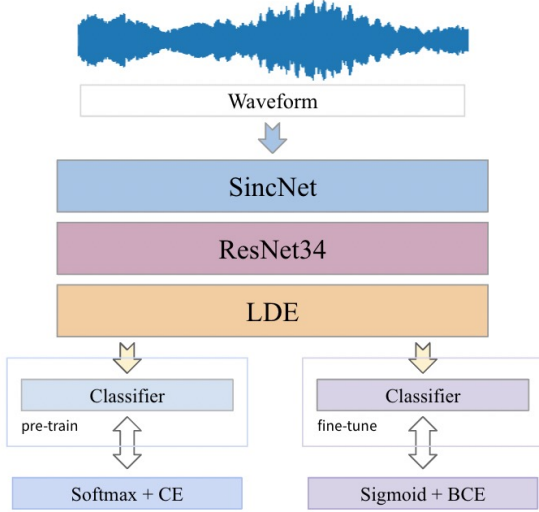 Waveform
SincNet
ResNet34
LDE
Classifier
pre-train
Softmax + CE
Classifier
fine-tune
Sigmoid + BCE